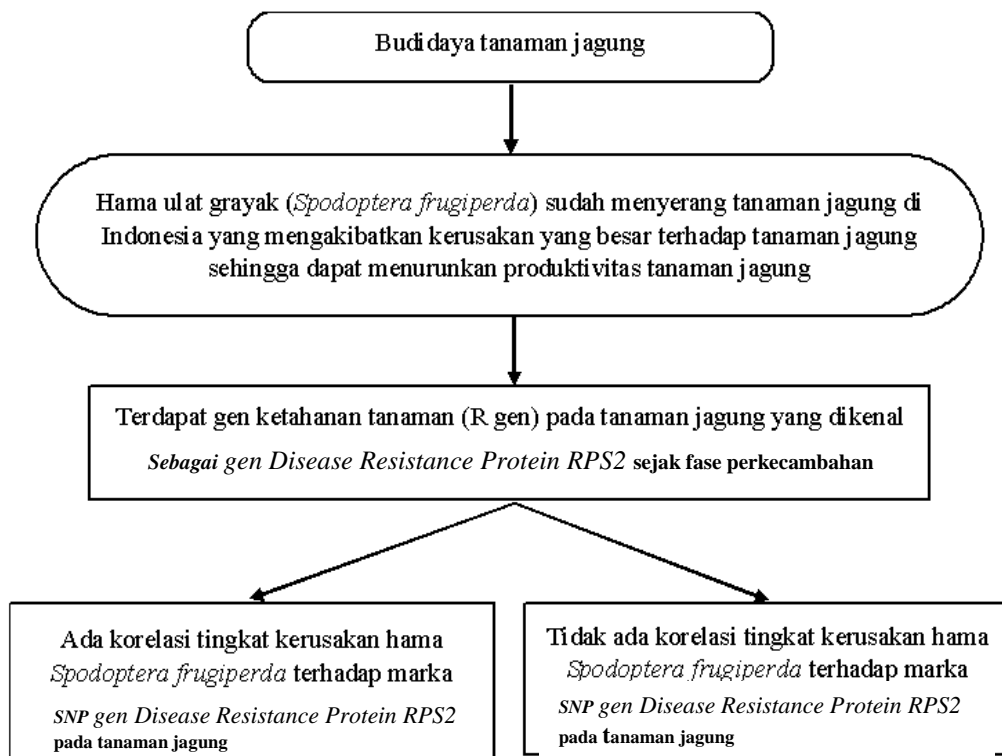 Budidaya tanaman jagung
Hama ulat grayak (Spodoptera frugiperda) sudah menyerang tanaman jagung di
Indonesia yang mengakibatkan kerusakan yang besar terhadap tanaman jagung
sehingga dapat menurunkan produktivitas tanaman jagung
Terdapat gen ketahanan tanaman (R gen) pada tanaman jagung yang dikenal
Sebagai gen Disease Resistance Protein RPS2 sejak fase perkecambahan
Ada korelasi tingkat kerusakan hama
Spodoptera frugiperda terhadap marka
SNP gen Disease Resistance Protein RPS2
pada tanaman jagung
Tidak ada korelasi tingkat kerusakan hama
Spodoptera frugiperda terhadap marka
SNP gen Disease Resistance Protein RPS2
pada tanaman jagung